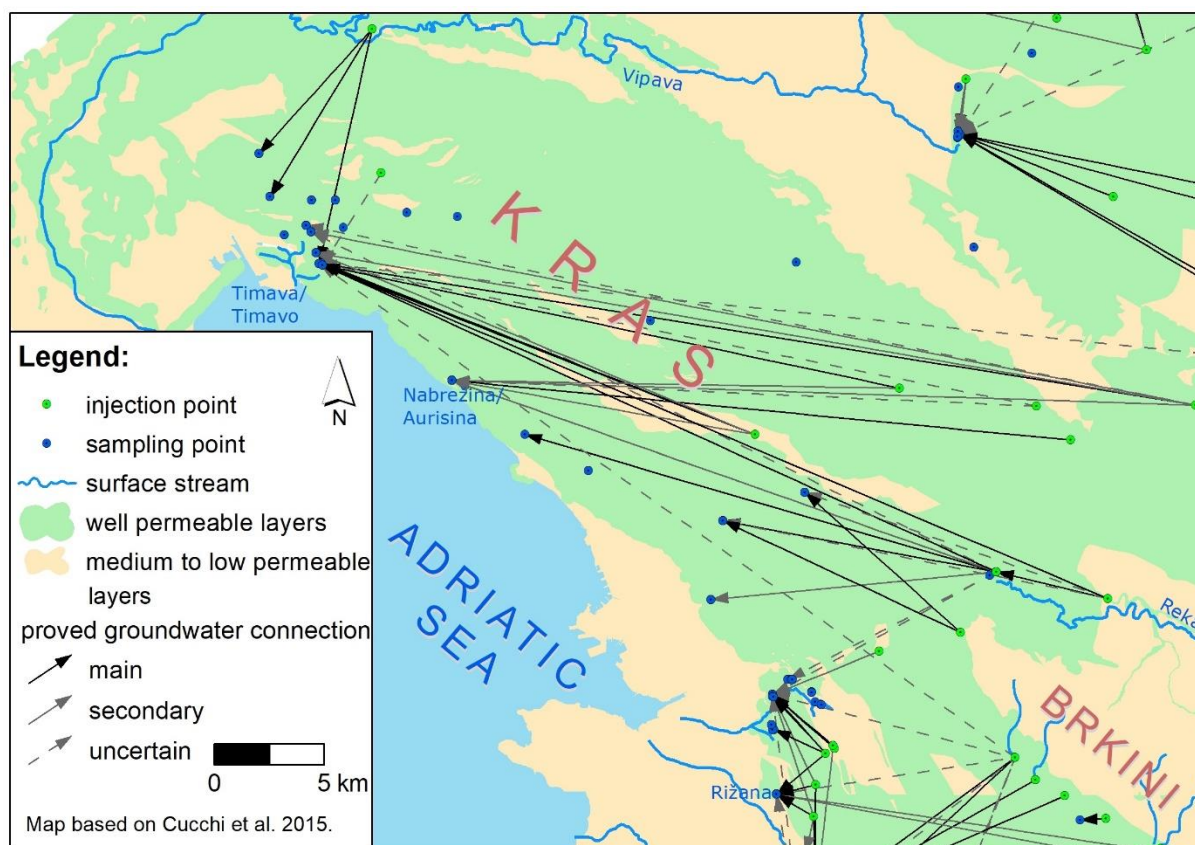 Vipava
K R A S
Timava/
Timavo
Nabrežina/
Aurisina
ADRIATIC
SEA
Reka
BRKINI
Rižana
Legend:
N
injection point
sampling point
surface stream
well permeable layers
medium to low permeable
layers
proved groundwater connection
main
secondary
uncertain
0 5 km
Map based on Cucchi et al. 2015.